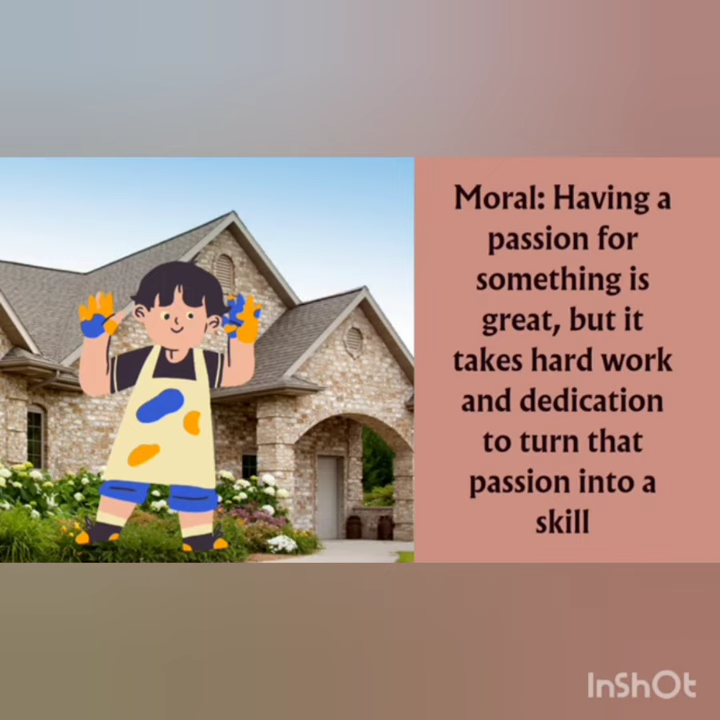 Moral: Having a
passion for
something is
great, but it
takes hard work
and dedication
to turn that
passion into a
skill
InShOt